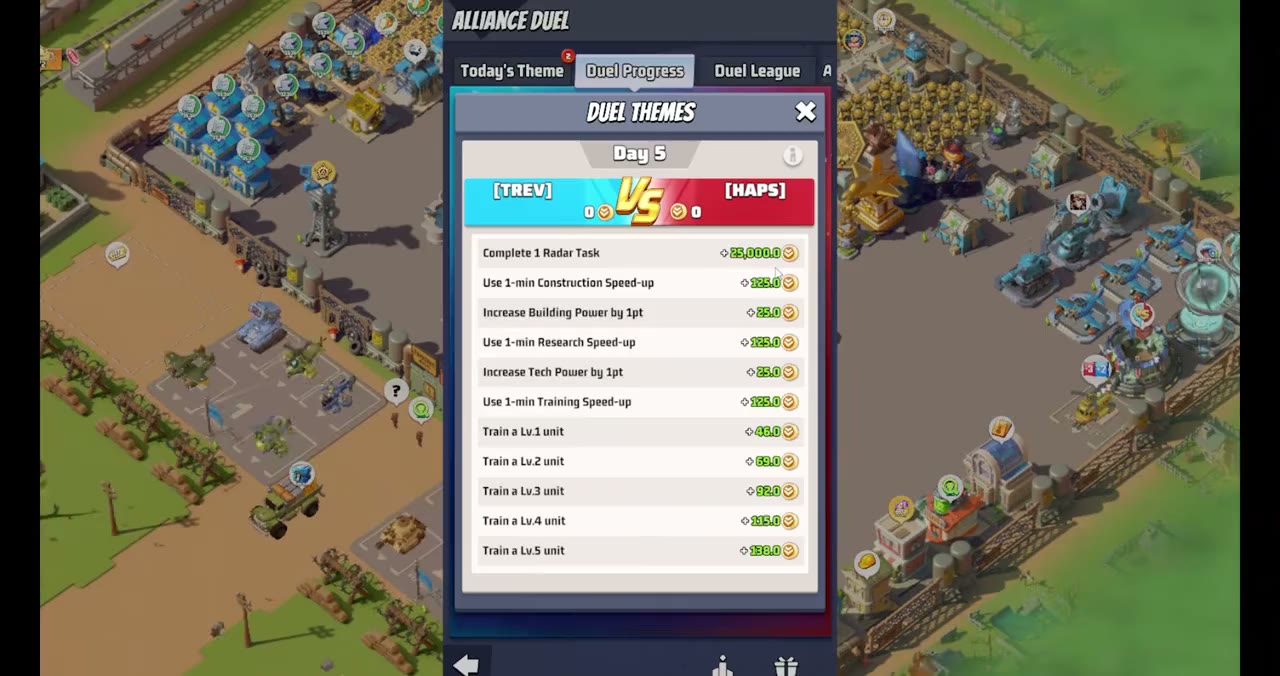 ALLIANCE DUEL
Today's Theme
2
Duel Progress
Duel League
A
DUEL THEMES
Day 5
[TREV]
VS
[HAPS]
0
0
Complete 1 Radar Task +25,000.0
Use 1-min Construction Speed-up +125.0
Increase Building Power by 1pt +25.0
Use 1-min Research Speed-up +125.0
Increase Tech Power by 1pt +25.0
Use 1-min Training Speed-up +125.0
Train a Lv.1 unit +46.0
Train a Lv.2 unit +69.0
Train a Lv.3 unit +92.0
Train a Lv.4 unit +115.0
Train a Lv.5 unit +138.0
?